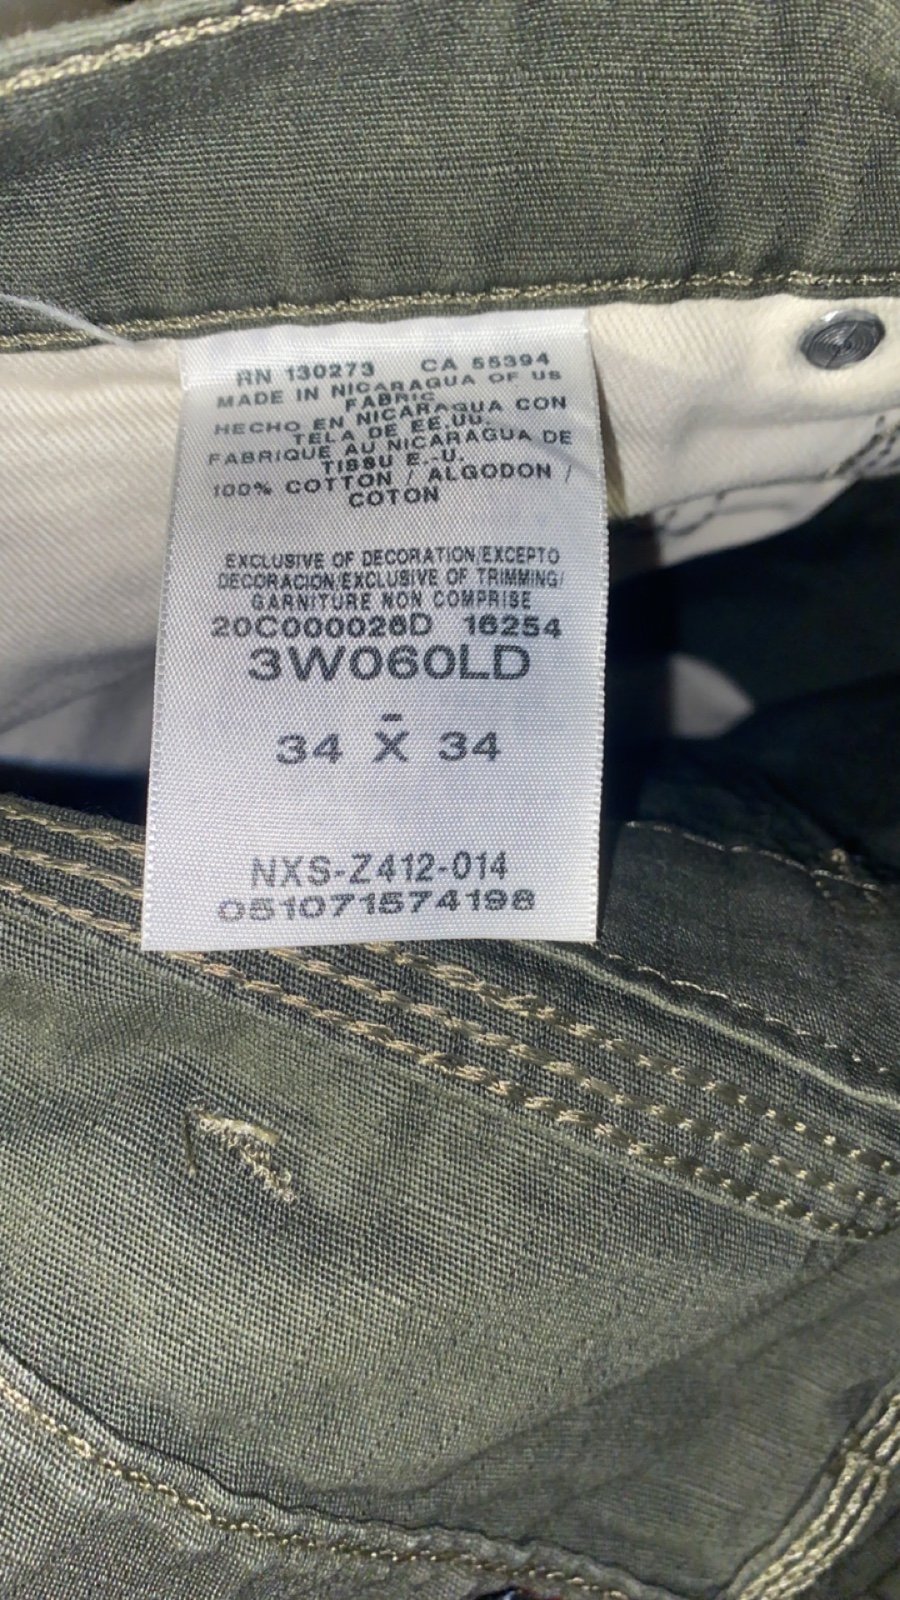 RN 130273 CA 55394
MADE IN NICARAGUA OF US
FABRIC
HECHO EN NICARAGUA CON
TELA DE EE.UU.
FABRIQUE AU NICARAGUA DE
TISSU E.-U.
100% COTTON / ALGODON /
COTON
EXCLUSIVE OF DECORATION/EXCEPTO
DECORACION/EXCLUSIVE OF TRIMMING/
GARNITURE NON COMPRISE
20C000026D 16254
3W060LD
-
34 X 34
NXS-Z412-014
051071574198